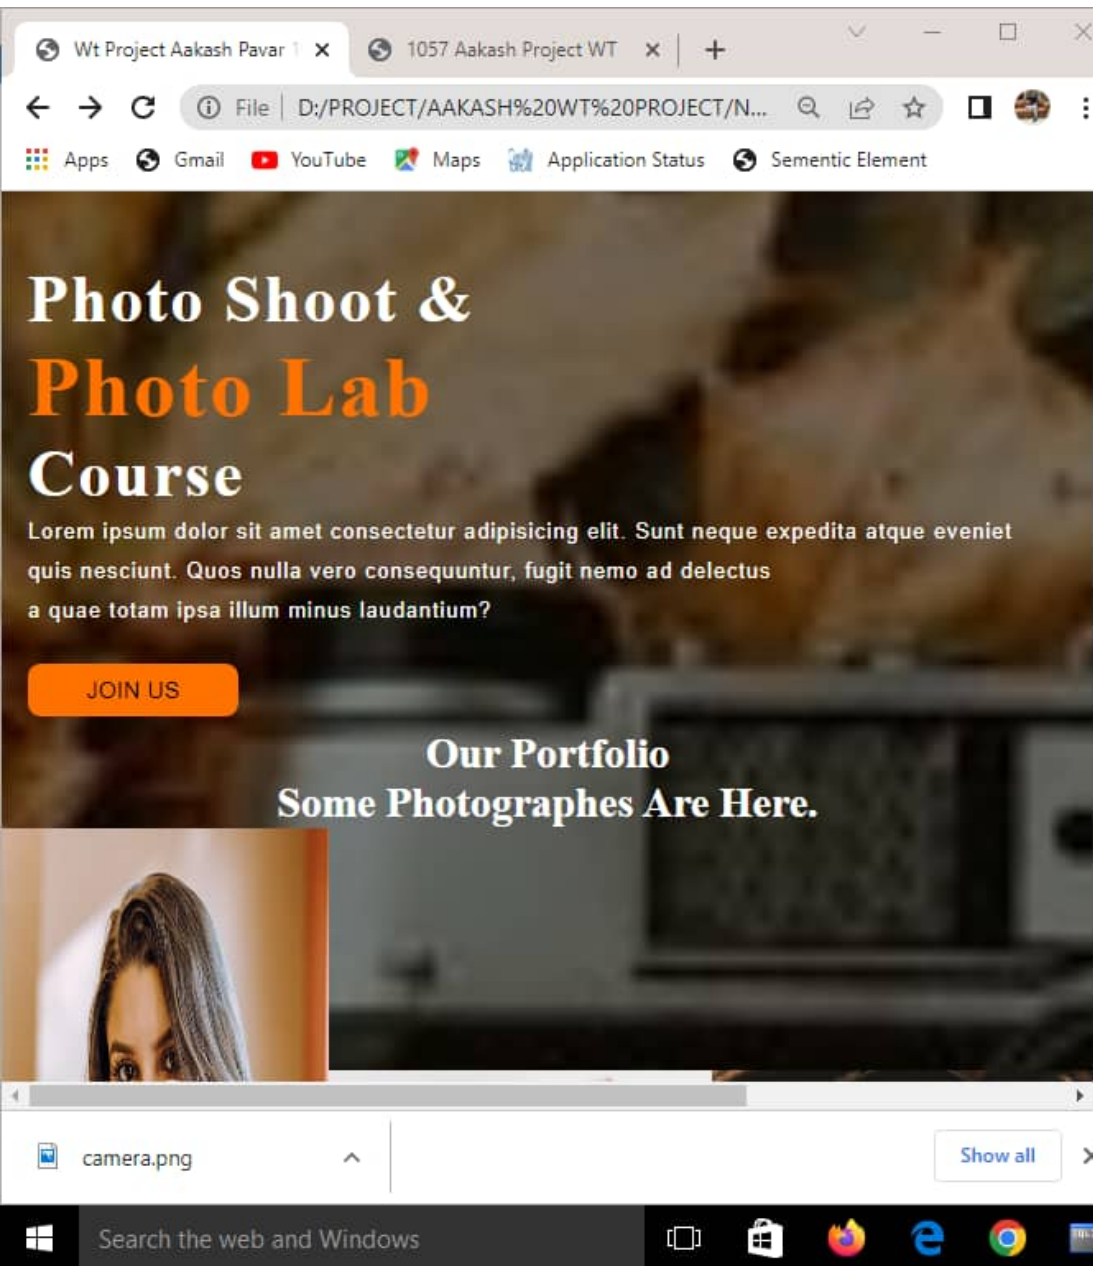 Wt Project Aakash Pavar
1057 Aakash Project WT
File
D:/PROJECT/AAKASH%20WT%20PROJECT/N...
Apps
Gmail
YouTube
Maps
Application Status
Sementic Element
Photo Shoot &
Photo Lab
Course
Lorem ipsum dolor sit amet consectetur adipisicing elit. Sunt neque expedita atque eveniet
quis nesciunt. Quos nulla vero consequuntur, fugit nemo ad delectus
a quae totam ipsa illum minus laudantium?
JOIN US
Our Portfolio
Some Photographes Are Here.
camera.png
Show all
Search the web and Windows